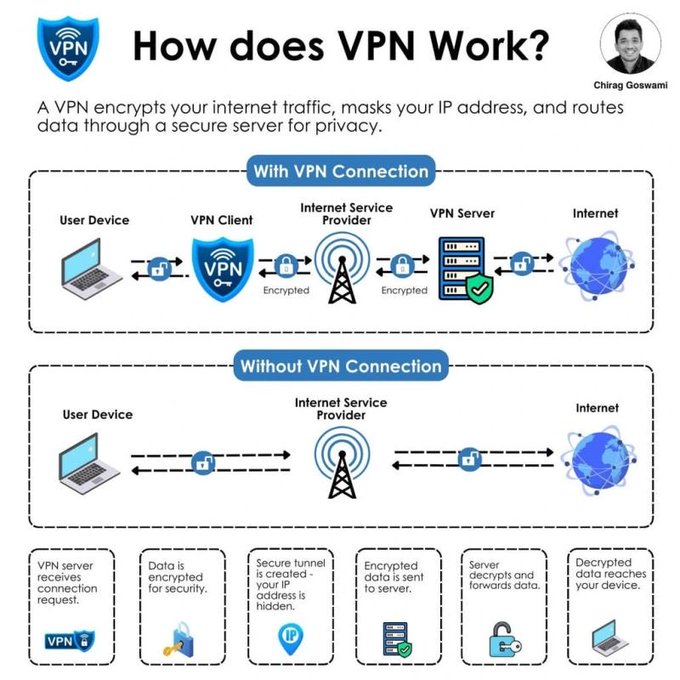 VPN
How does VPN Work?
Chirag Goswami
A VPN encrypts your internet traffic, masks your IP address, and routes
data through a secure server for privacy.
With VPN Connection
User Device
VPN Client
Internet Service
Provider
VPN Server
Internet
VPN
Encrypted
Encrypted
Without VPN Connection
User Device
Internet Service
Provider
Internet
VPN server
receives
connection
request.
VPN
Data is
encrypted
for security.
Secure tunnel
is created -
your IP
address is
hidden.
IP
Encrypted
data is sent
to server.
Server
decrypts and
forwards data.
Decrypted
data reaches
your device.